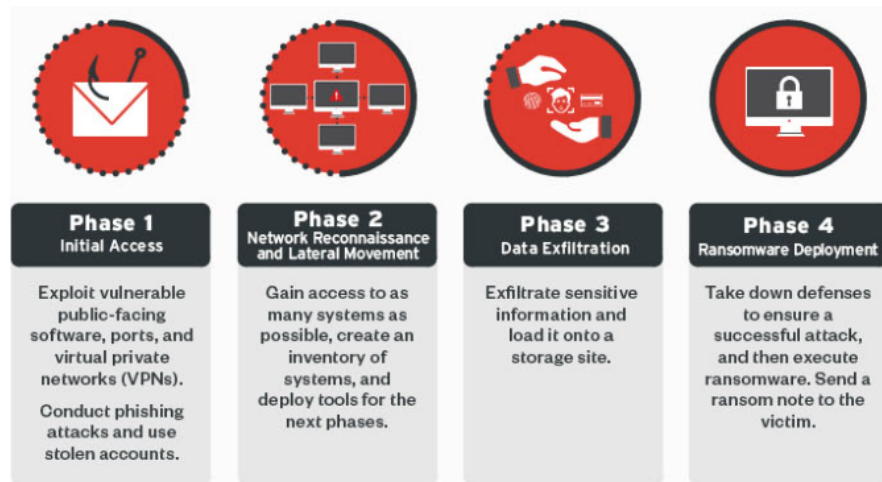 Phase 1
Initial Access
Exploit vulnerable
public-facing
software, ports, and
virtual private
networks (VPNs).
Conduct phishing
attacks and use
stolen accounts.
Phase 2
Network Reconnaissance
and Lateral Movement
Gain access to as
many systems as
possible, create an
inventory of
systems, and
deploy tools for the
next phases.
Phase 3
Data Exfiltration
Exfiltrate sensitive
information and
load it onto a
storage site.
Phase 4
Ransomware Deployment
Take down defenses
to ensure a
successful attack,
and then execute
ransomware. Send a
ransom note to the
victim.